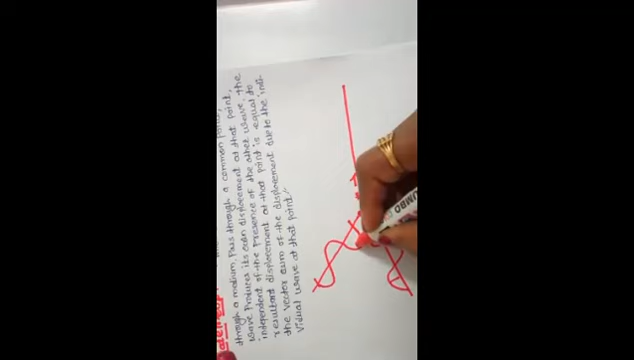 through a medium, Pass through a common point,
wave Produces its own displacement at that point,
independent of the presence of the other wave, the
resultant displacement at that point is equal to
the vector sum of the displacement due to the indi-
vidual wave at that point.
JUMBO